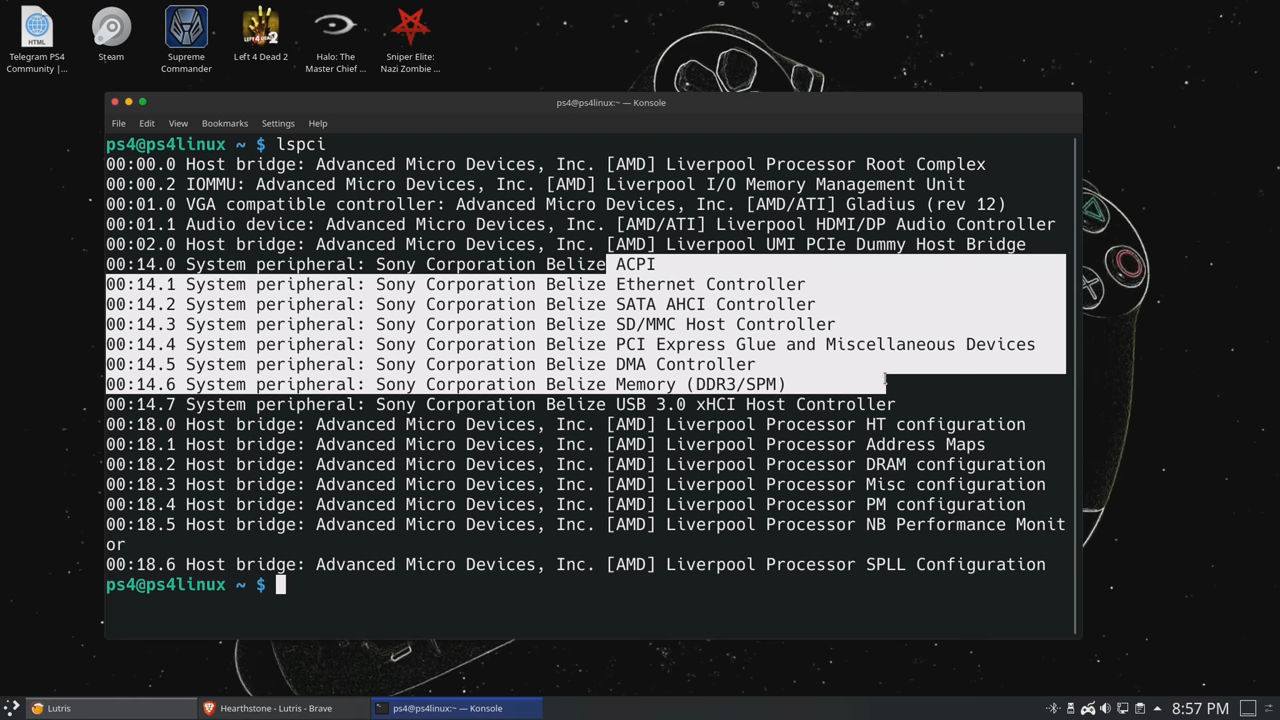 HTML
Telegram PS4
Community |...
Steam
Supreme
Commander
LEFT 4 DEAD 2
Left 4 Dead 2
Halo: The
Master Chief ...
Sniper Elite:
Nazi Zombie ...
ps4@ps4linux:~ — Konsole
File Edit View Bookmarks Settings Help
ps4@ps4linux ~ $ lspci
00:00.0 Host bridge: Advanced Micro Devices, Inc. [AMD] Liverpool Processor Root Complex
00:00.2 IOMMU: Advanced Micro Devices, Inc. [AMD] Liverpool I/O Memory Management Unit
00:01.0 VGA compatible controller: Advanced Micro Devices, Inc. [AMD/ATI] Gladius (rev 12)
00:01.1 Audio device: Advanced Micro Devices, Inc. [AMD/ATI] Liverpool HDMI/DP Audio Controller
00:02.0 Host bridge: Advanced Micro Devices, Inc. [AMD] Liverpool UMI PCIe Dummy Host Bridge
00:14.0 System peripheral: Sony Corporation Belize ACPI
00:14.1 System peripheral: Sony Corporation Belize Ethernet Controller
00:14.2 System peripheral: Sony Corporation Belize SATA AHCI Controller
00:14.3 System peripheral: Sony Corporation Belize SD/MMC Host Controller
00:14.4 System peripheral: Sony Corporation Belize PCI Express Glue and Miscellaneous Devices
00:14.5 System peripheral: Sony Corporation Belize DMA Controller
00:14.6 System peripheral: Sony Corporation Belize Memory (DDR3/SPM)
00:14.7 System peripheral: Sony Corporation Belize USB 3.0 xHCI Host Controller
00:18.0 Host bridge: Advanced Micro Devices, Inc. [AMD] Liverpool Processor HT configuration
00:18.1 Host bridge: Advanced Micro Devices, Inc. [AMD] Liverpool Processor Address Maps
00:18.2 Host bridge: Advanced Micro Devices, Inc. [AMD] Liverpool Processor DRAM configuration
00:18.3 Host bridge: Advanced Micro Devices, Inc. [AMD] Liverpool Processor Misc configuration
00:18.4 Host bridge: Advanced Micro Devices, Inc. [AMD] Liverpool Processor PM configuration
00:18.5 Host bridge: Advanced Micro Devices, Inc. [AMD] Liverpool Processor NB Performance Monit
or
00:18.6 Host bridge: Advanced Micro Devices, Inc. [AMD] Liverpool Processor SPLL Configuration
ps4@ps4linux ~ $
Lutris
Hearthstone - Lutris - Brave
ps4@ps4linux:~ — Konsole
8:57 PM